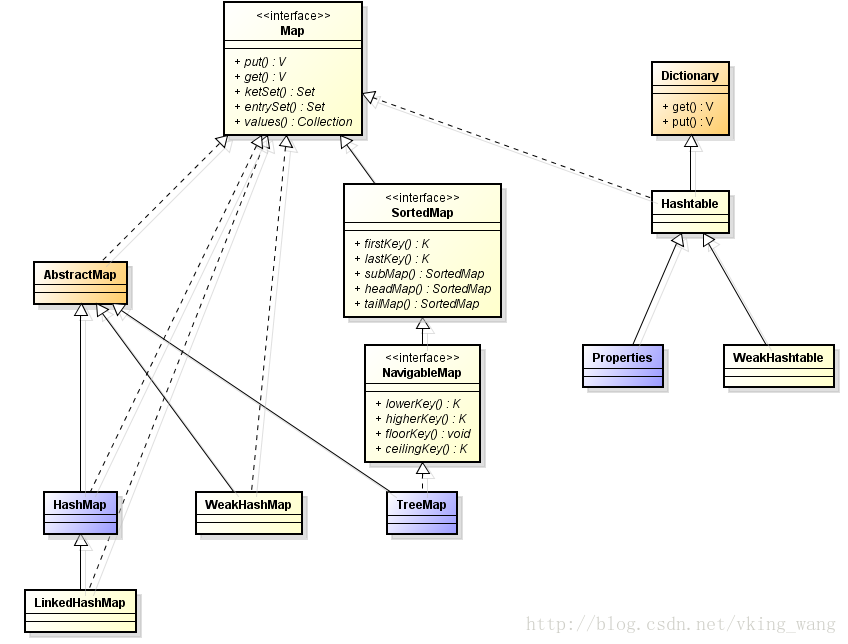 <<interface>>
Map
+ put() : V
+ get() : V
+ ketSet() : Set
+ entrySet() : Set
+ values() : Collection
Dictionary
+ get() : V
+ put() : V
<<interface>>
SortedMap
+ firstKey() : K
+ lastKey() : K
+ subMap() : SortedMap
+ headMap() : SortedMap
+ tailMap() : SortedMap
Hashtable
AbstractMap
<<interface>>
NavigableMap
+ lowerKey() : K
+ higherKey() : K
+ floorKey() : void
+ ceilingKey() : K
Properties
WeakHashtable
HashMap
WeakHashMap
TreeMap
LinkedHashMap
http://blog.csdn.net/vking_wang